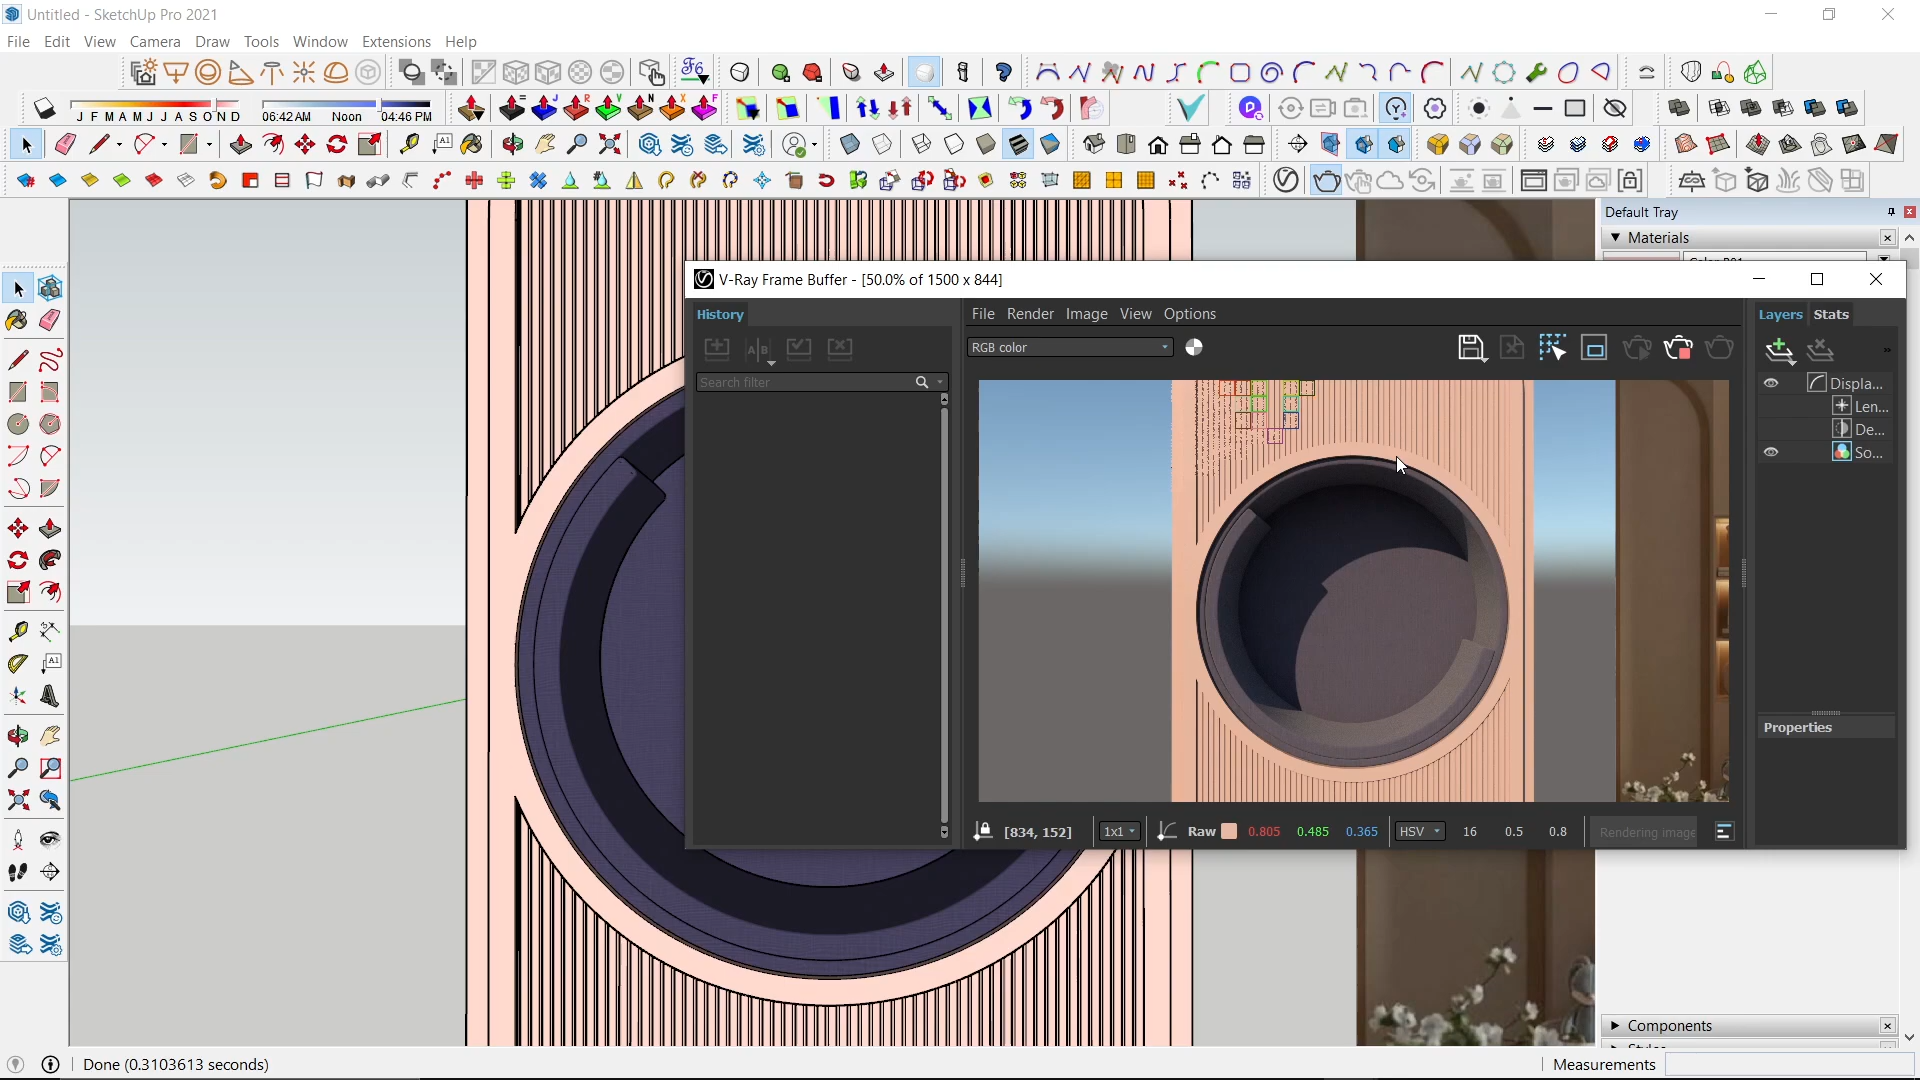 Untitled - SketchUp Pro 2021
File Edit View Camera Draw Tools Window Extensions Help
J F M A M J J A S O N D 06:42 AM Noon 04:46 PM
Default Tray
Materials
V-Ray Frame Buffer - [50.0% of 1500 x 844]
History
File Render Image View Options
Layers Stats
RGB color
Search filter
Displa...
Len...
De...
So...
Properties
[834, 152] 1x1 Raw 0.805 0.485 0.365 HSV 16 0.5 0.8 Rendering image
Components
Done (0.3103613 seconds)
Measurements